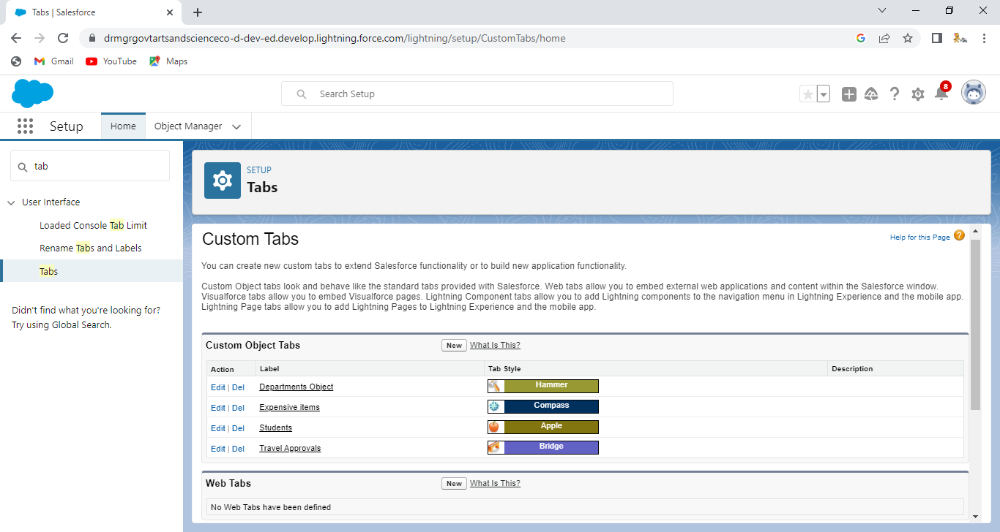 Tabs | Salesforce
drmgrgovtartsandscienceco-d-dev-ed.develop.lightning.force.com/lightning/setup/CustomTabs/home
Gmail YouTube Maps
Search Setup
8
Setup Home Object Manager
tab
User Interface
Loaded Console Tab Limit
Rename Tabs and Labels
Tabs
Didn't find what you're looking for?
Try using Global Search.
SETUP
Tabs
Custom Tabs
Help for this Page ?
You can create new custom tabs to extend Salesforce functionality or to build new application functionality.
Custom Object tabs look and behave like the standard tabs provided with Salesforce. Web tabs allow you to embed external web applications and content within the Salesforce window.
Visualforce tabs allow you to embed Visualforce pages. Lightning Component tabs allow you to add Lightning components to the navigation menu in Lightning Experience and the mobile app.
Lightning Page tabs allow you to add Lightning Pages to Lightning Experience and the mobile app.
Custom Object Tabs New What Is This?
Action Label Tab Style Description
Edit | Del Departments Object Hammer
Edit | Del Expensive items Compass
Edit | Del Students Apple
Edit | Del Travel Approvals Bridge
Web Tabs New What Is This?
No Web Tabs have been defined